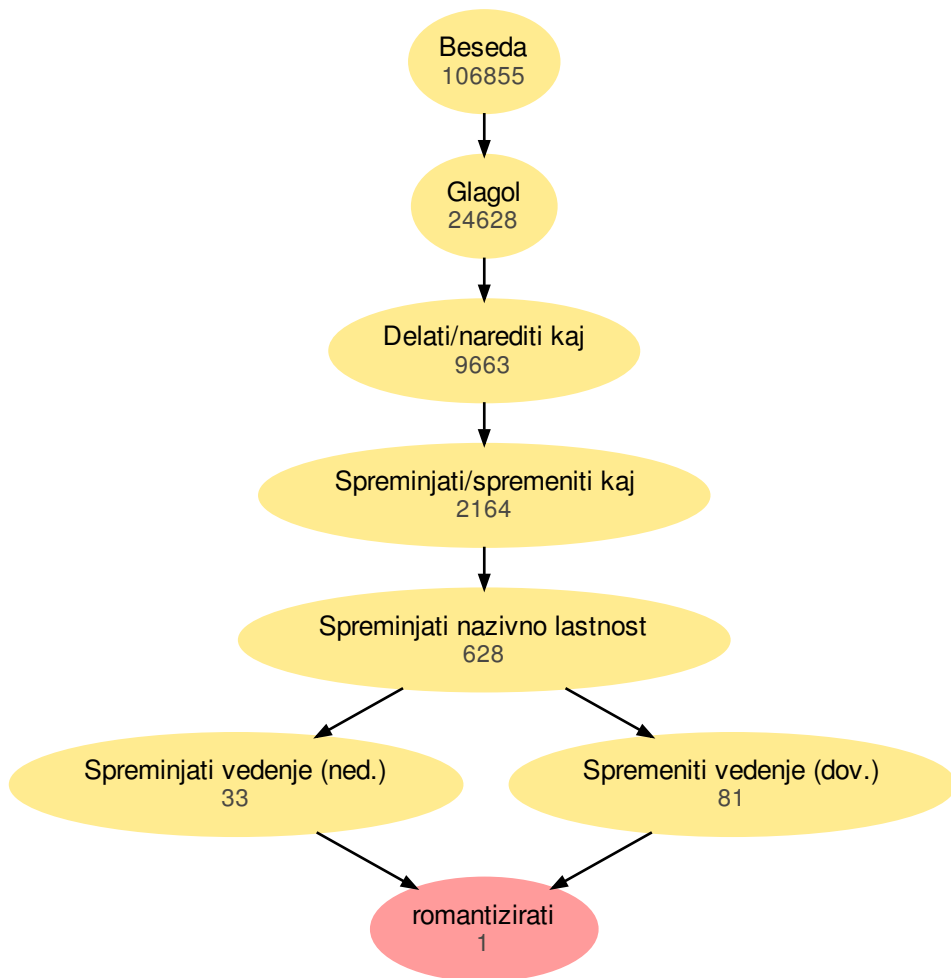 Beseda
106855
Glagol
24628
Delati/narediti kaj
9663
Spreminjati/spremeniti kaj
2164
Spreminjati nazivno lastnost
628
Spreminjati vedenje (ned.)
33
Spremeniti vedenje (dov.)
81
romantizirati
1